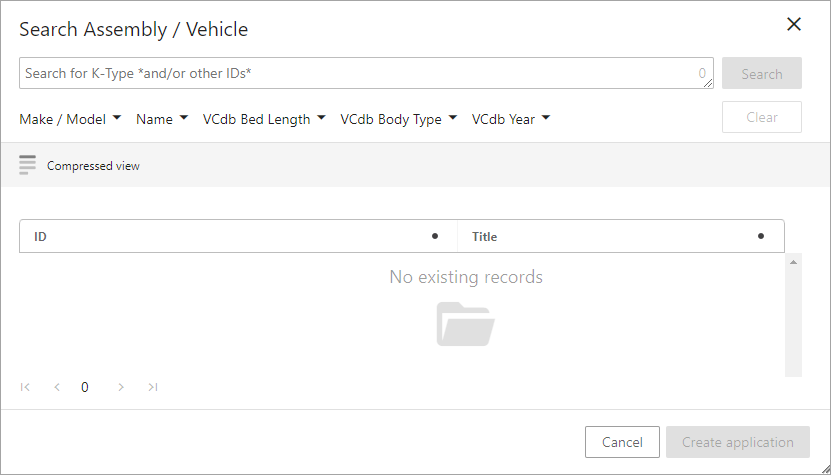 Search Assembly / Vehicle
Search for K-Type *and/or other IDs*
0
Search
Make / Model
Name
VCdb Bed Length
VCdb Body Type
VCdb Year
Clear
Compressed view
ID
Title
No existing records
0
Cancel
Create application